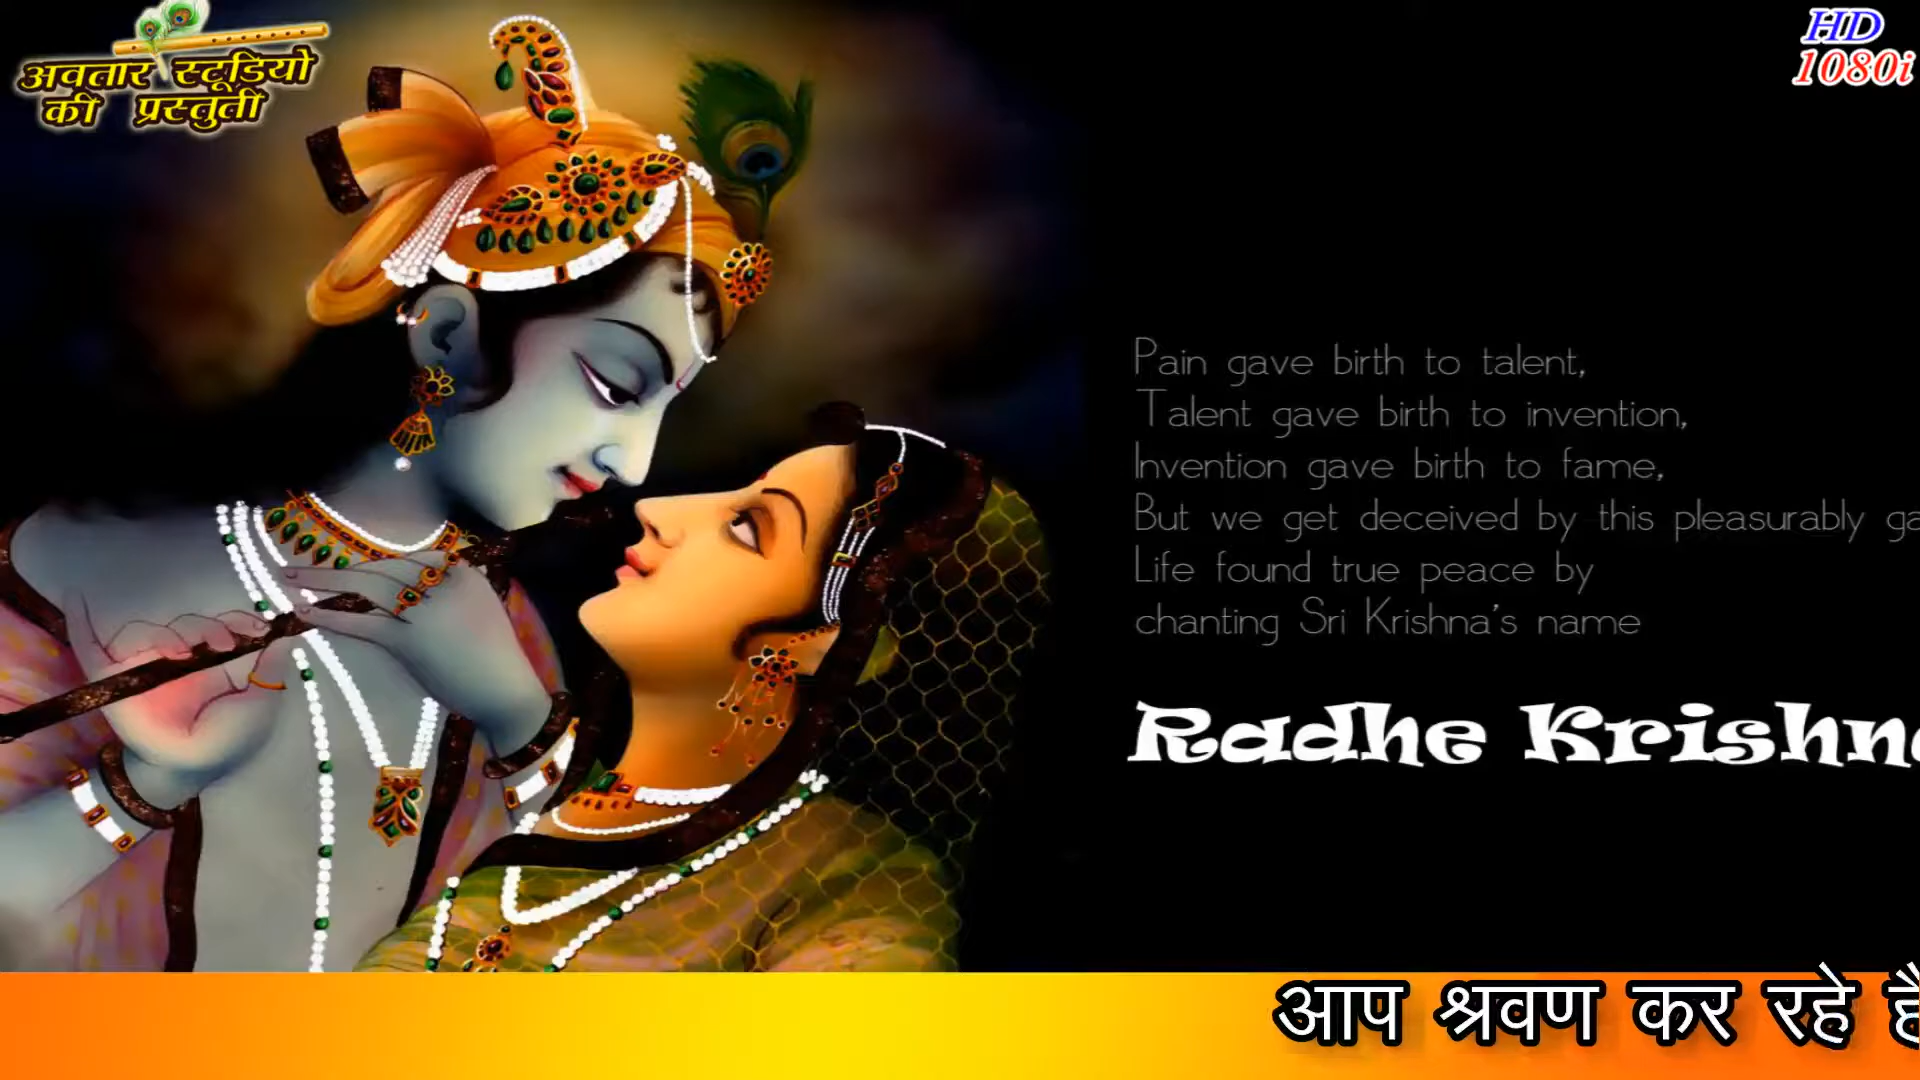 अवतार स्टूडियो
की प्रस्तुती
HD
1080i
Pain gave birth to talent,
Talent gave birth to invention,
Invention gave birth to fame,
But we get deceived by this pleasurably
Life found true peace by
chanting Sri Krishna's name
Radhe
आप श्रवण कर रहे